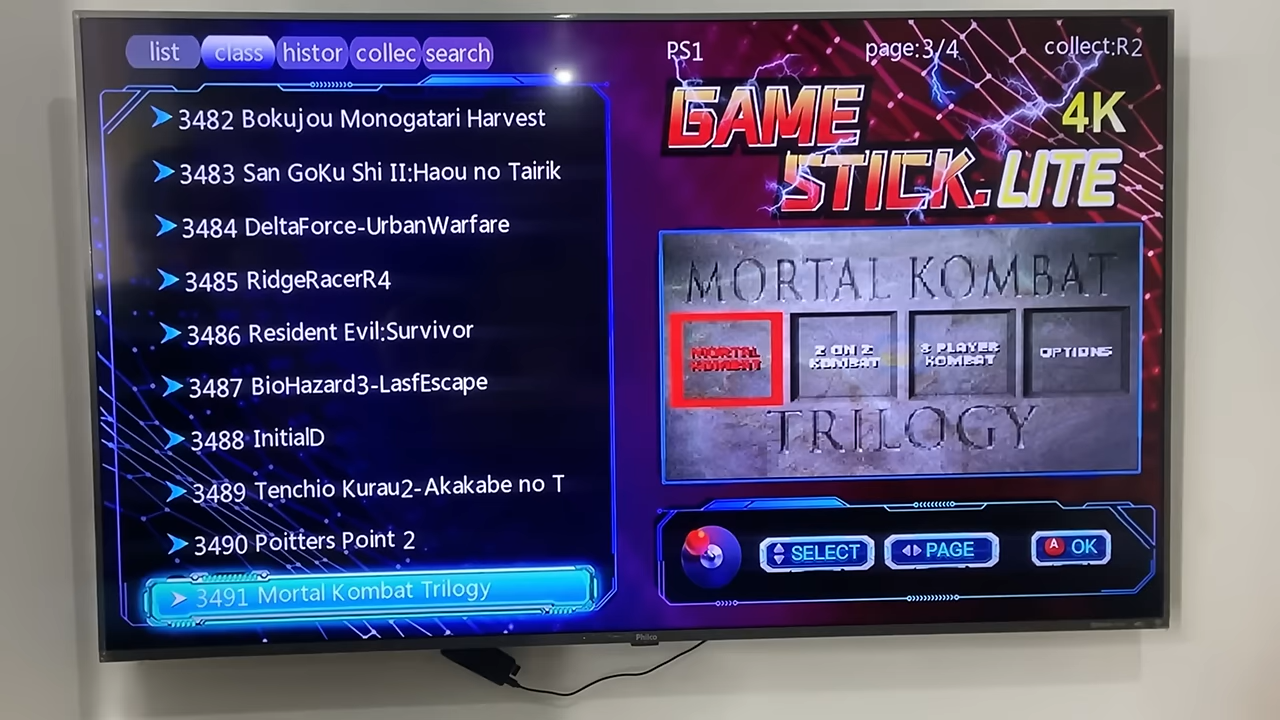 list class histor collec search
PS1 page:3/4 collect:R2
3482 Bokujou Monogatari Harvest
3483 San GoKu Shi II:Haou no Tairik
3484 DeltaForce-UrbanWarfare
3485 RidgeRacerR4
3486 Resident Evil:Survivor
3487 BioHazard3-LasfEscape
3488 InitialD
3489 Tenchio Kurau2-Akakabe no T
3490 Poitters Point 2
3491 Mortal Kombat Trilogy
GAME 4K
STICK. LITE
MORTAL KOMBAT
MORTAL KOMBAT
2 ON 2 KOMBAT
8 PLAYER KOMBAT
OPTIONS
TRILOGY
SELECT PAGE A OK
Philco